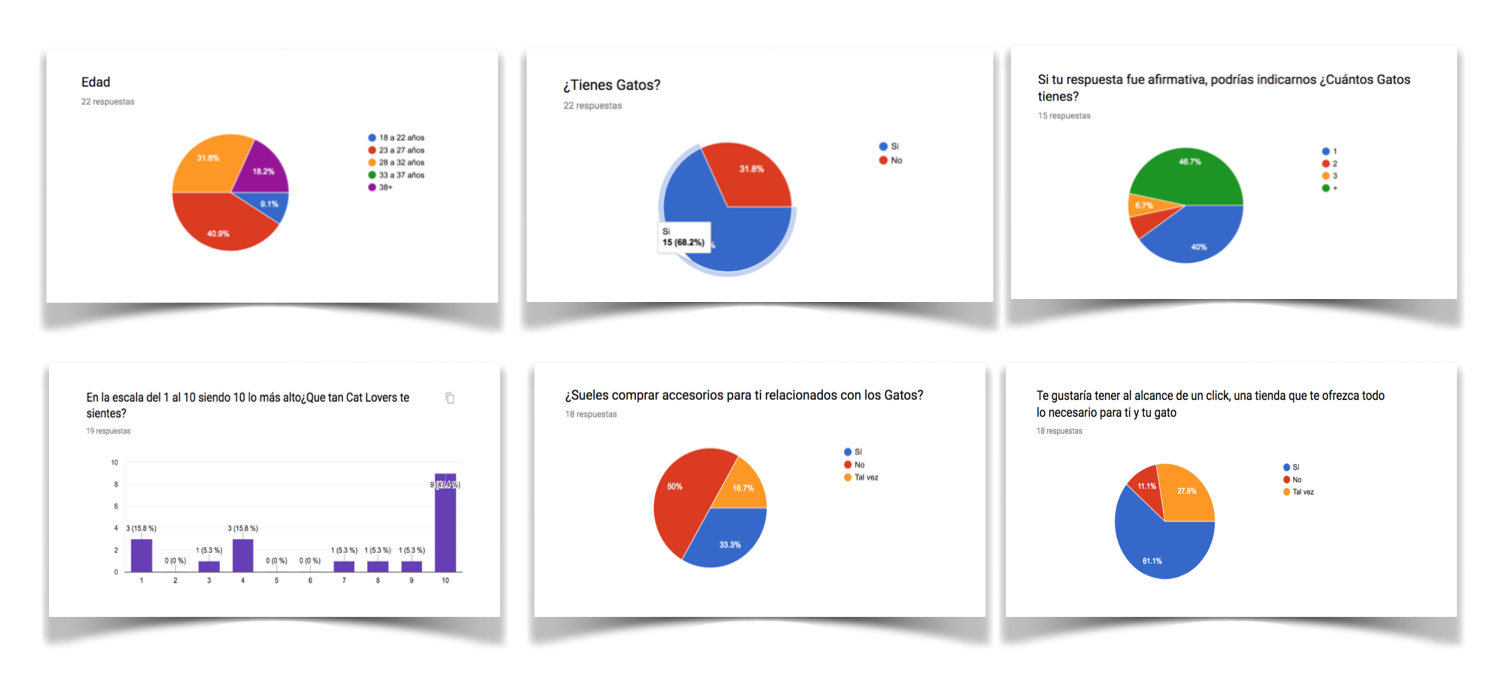 Edad
22 respuestas
31.8%
18.2%
9.1%
40.9%
18 a 22 años
23 a 27 años
28 a 32 años
33 a 37 años
38+
¿Tienes Gatos?
22 respuestas
31.8%
Si
15 (68.2%)
%
Si
No
Si tu respuesta fue afirmativa, podrías indicarnos ¿Cuántos Gatos
tienes?
15 respuestas
46.7%
6.7%
40%
1
2
3
+
En la escala del 1 al 10 siendo 10 lo más alto¿Que tan Cat Lovers te
sientes?
19 respuestas
10
8
6
4
2
0
3 (15.8 %)
0 (0 %)
1 (5.3 %)
3 (15.8 %)
0 (0 %)
0 (0 %)
1 (5.3 %)
1 (5.3 %)
1 (5.3 %)
9 (47.4 %)
1 2 3 4 5 6 7 8 9 10
¿Sueles comprar accesorios para ti relacionados con los Gatos?
18 respuestas
50%
16.7%
33.3%
Sí
No
Tal vez
Te gustaría tener al alcance de un click, una tienda que te ofrezca todo
lo necesario para ti y tu gato
18 respuestas
11.1%
27.8%
61.1%
Sí
No
Tal vez